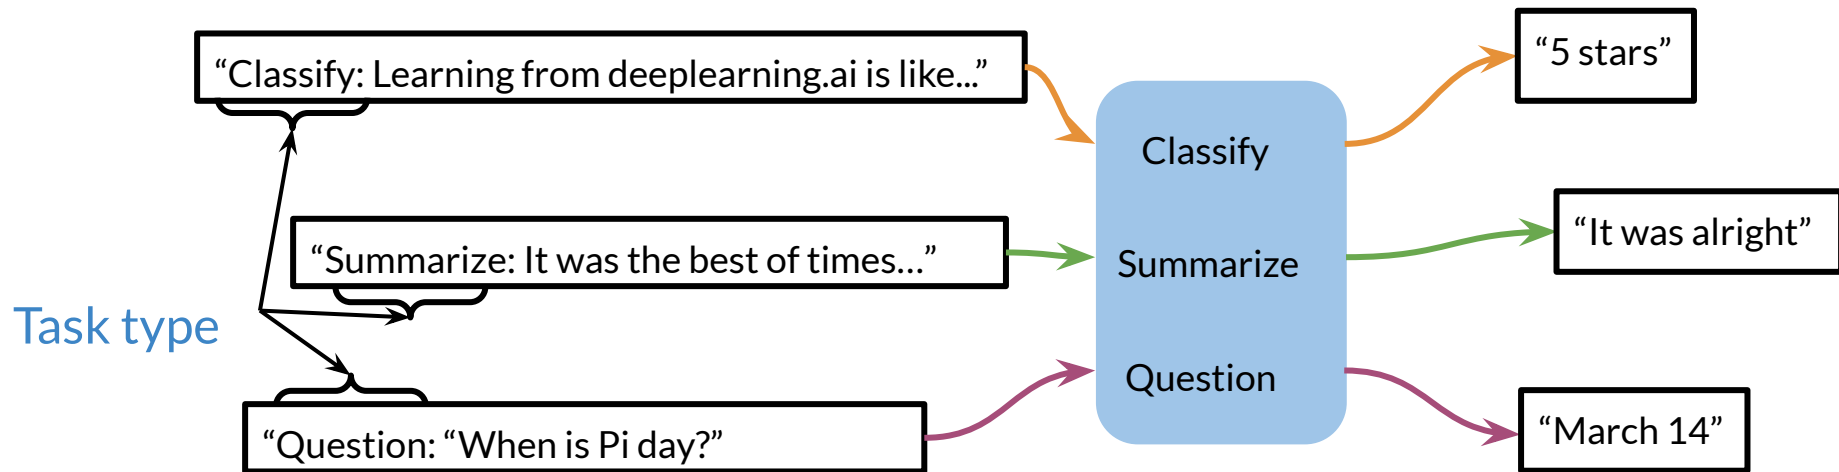 “Classify: Learning from deeplearning.ai is like...”
“5 stars”
Classify
“Summarize: It was the best of times...”
“It was alright”
Summarize
Task type
Question
“Question: “When is Pi day?”
“March 14”